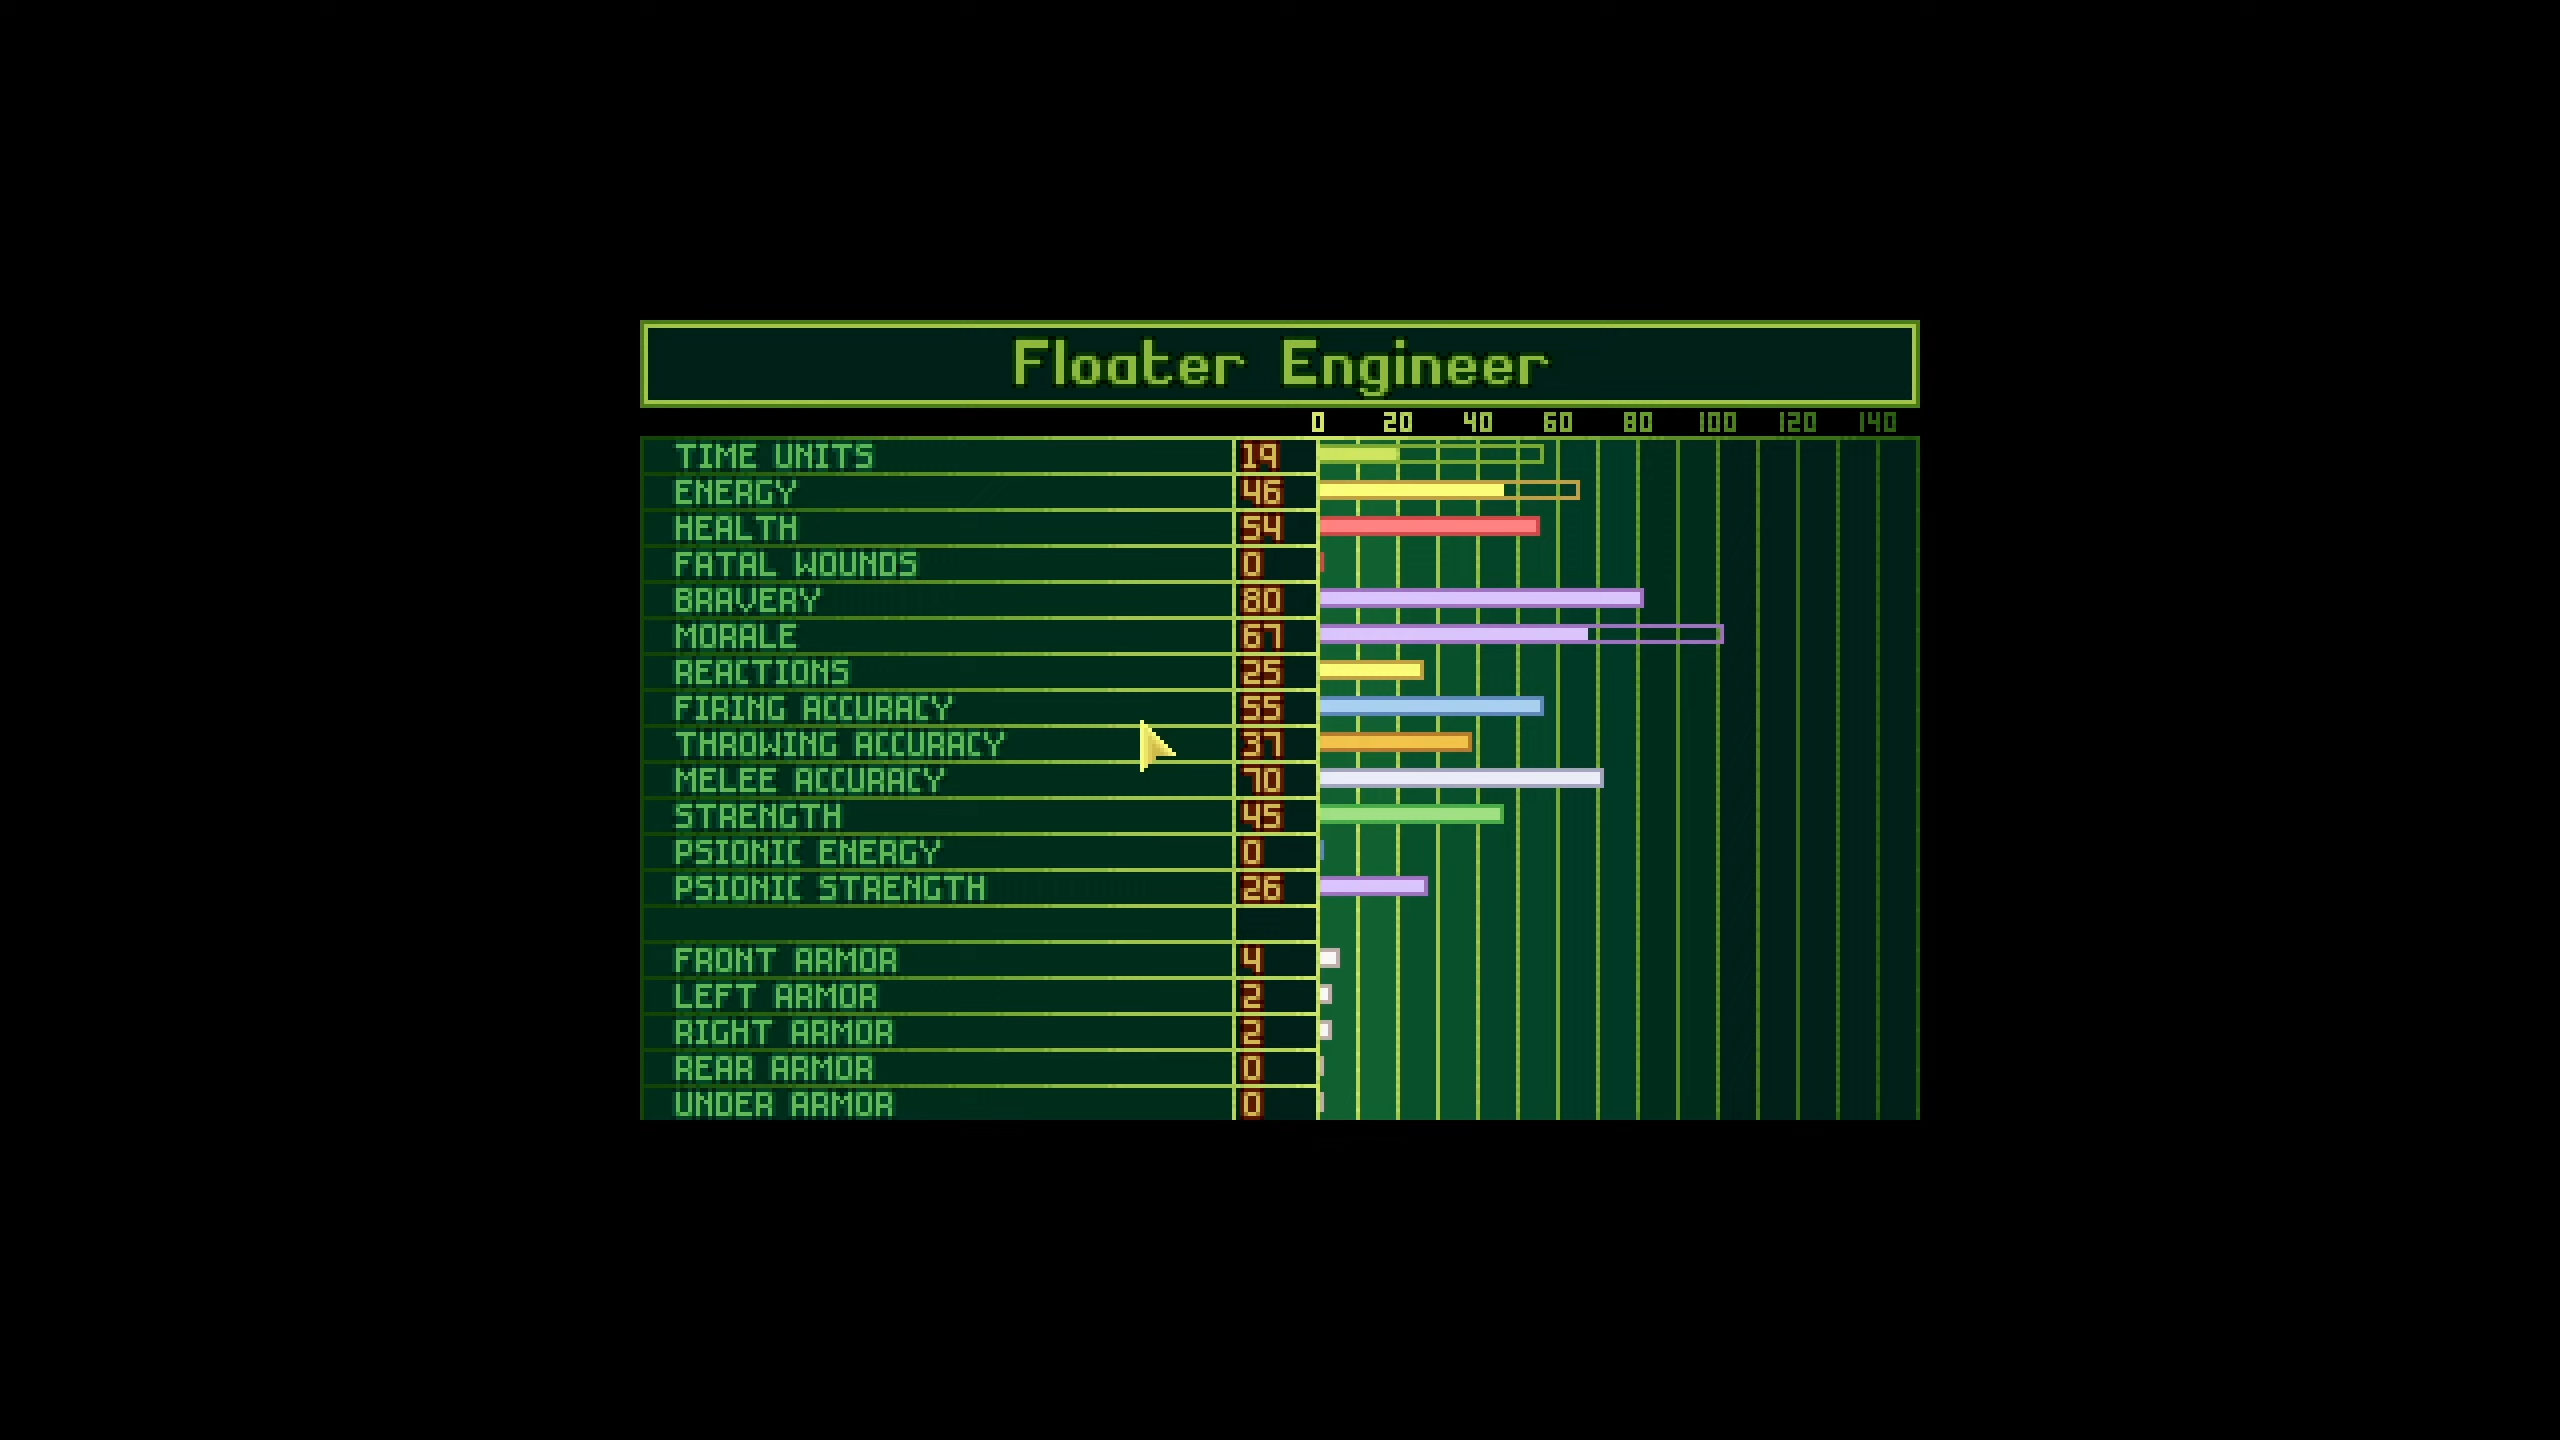 Floater Engineer
0 20 40 60 80 100 120 140
TIME UNITS 19
ENERGY 46
HEALTH 54
FATAL WOUNDS 0
BRAVERY 80
MORALE 67
REACTIONS 25
FIRING ACCURACY 55
THROWING ACCURACY 37
MELEE ACCURACY 70
STRENGTH 45
PSIONIC ENERGY 0
PSIONIC STRENGTH 26
FRONT ARMOR 4
LEFT ARMOR 2
RIGHT ARMOR 2
REAR ARMOR 0
UNDER ARMOR 0